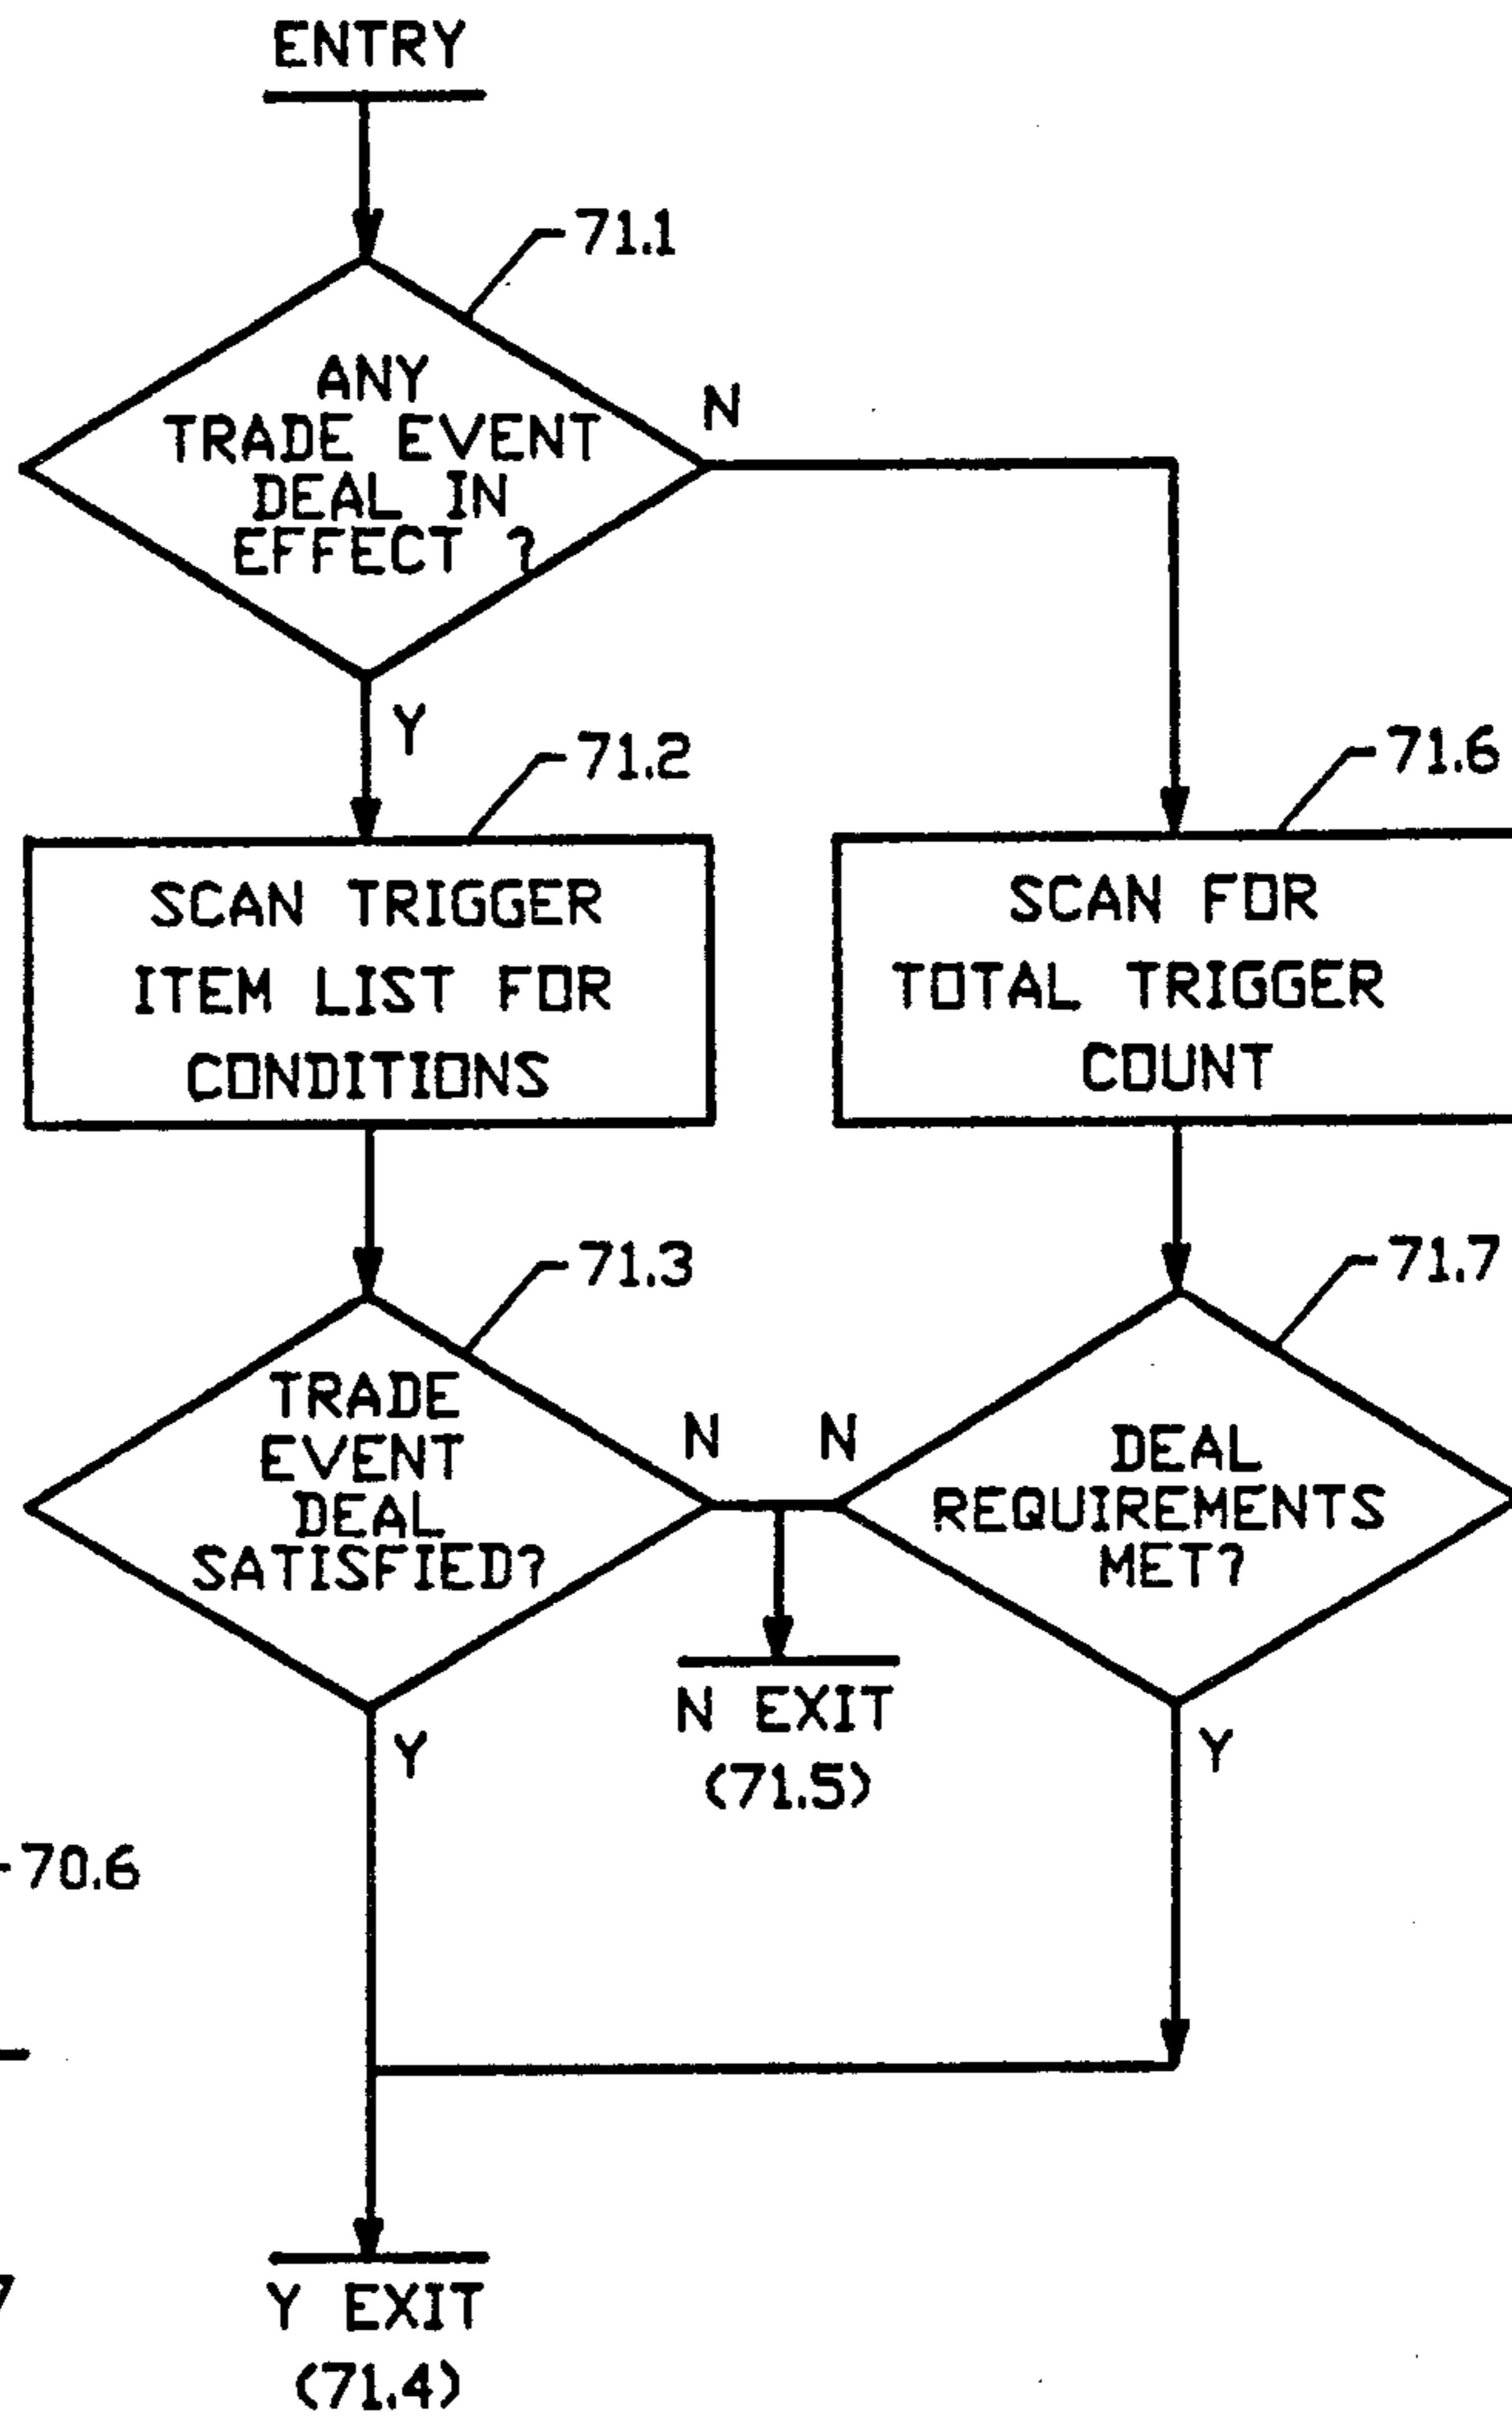 ENTRY
71.1
ANY
TRADE EVENT
DEAL IN
EFFECT ?
N
Y
71.2
SCAN TRIGGER
ITEM LIST FOR
CONDITIONS
71.6
SCAN FOR
TOTAL TRIGGER
COUNT
71.3
TRADE
EVENT
DEAL
SATISFIED?
N
Y
71.7
DEAL
REQUIREMENTS
MET?
N
Y
N EXIT
(71.5)
70.6
Y EXIT
(71.4)